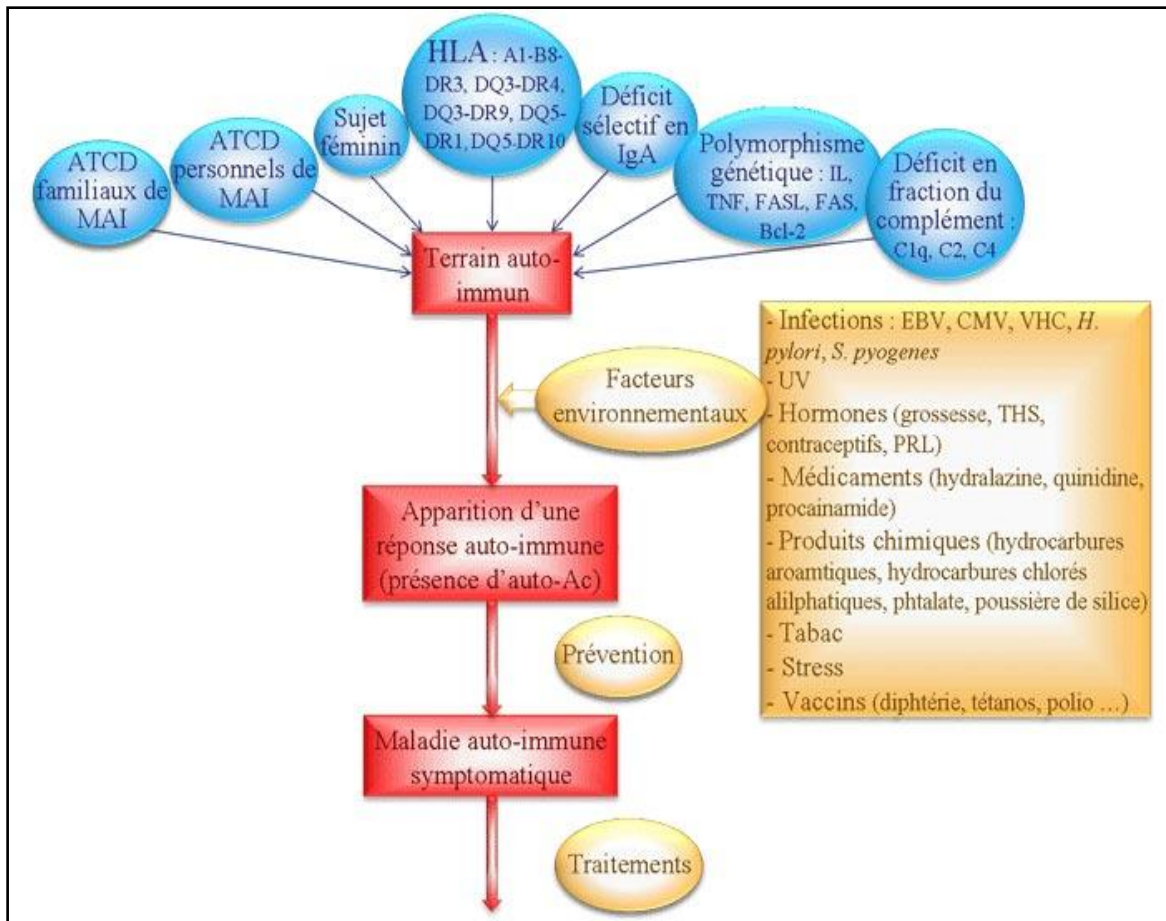 ATCD
familiaux de
MAI
ATCD
personnels de
MAI
Sujet
féminin
HLA : A1-B8-
DR3, DQ3-DR4,
DQ3-DR9, DQ5-
DR1, DQ5-DR10
Déficit
sélectif en
IgA
Polymorphisme
génétique : IL,
TNF, FASL, FAS,
Bcl-2
Déficit en
fraction du
complément :
C1q, C2, C4
Terrain auto-
immun
Facteurs
environnementaux
- Infections : EBV, CMV, VHC, H.
pylori, S. pyogenes
- UV
- Hormones (grossesse, THS,
contraceptifs, PRL)
- Médicaments (hydralazine, quinidine,
procainamide)
- Produits chimiques (hydrocarbures
aroamtiques, hydrocarbures chlorés
alilphatiques, phtalate, poussière de silice)
- Tabac
- Stress
- Vaccins (diphtérie, tétanos, polio ...)
Apparition d'une
réponse auto-immune
(présence d'auto-Ac)
Prévention
Maladie auto-immune
symptomatique
Traitements